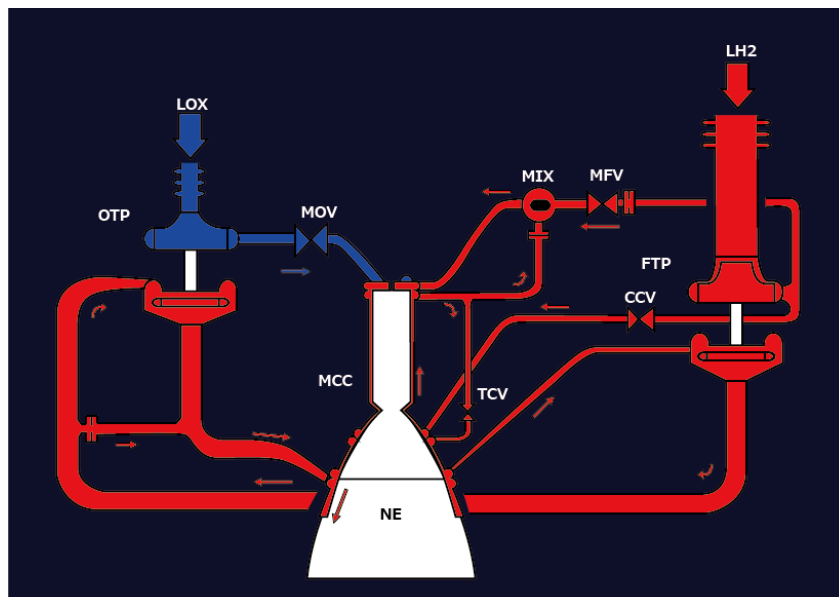 LH2
LOX
MIX
MFV
OTP
MOV
FTP
CCV
MCC
TCV
NE